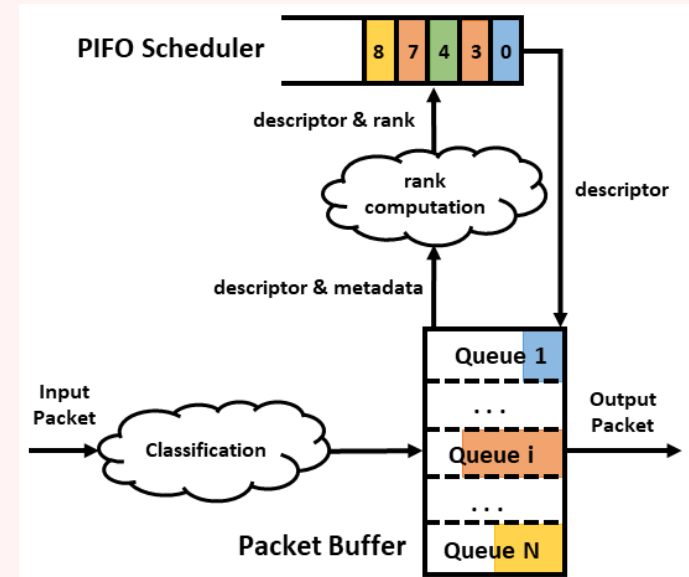 PIFO Scheduler
8 7 4 3 0
descriptor & rank
rank
computation
descriptor
descriptor & metadata
Input
Packet
Classification
Queue 1
. . .
Queue i
. . .
Queue N
Output
Packet
Packet Buffer